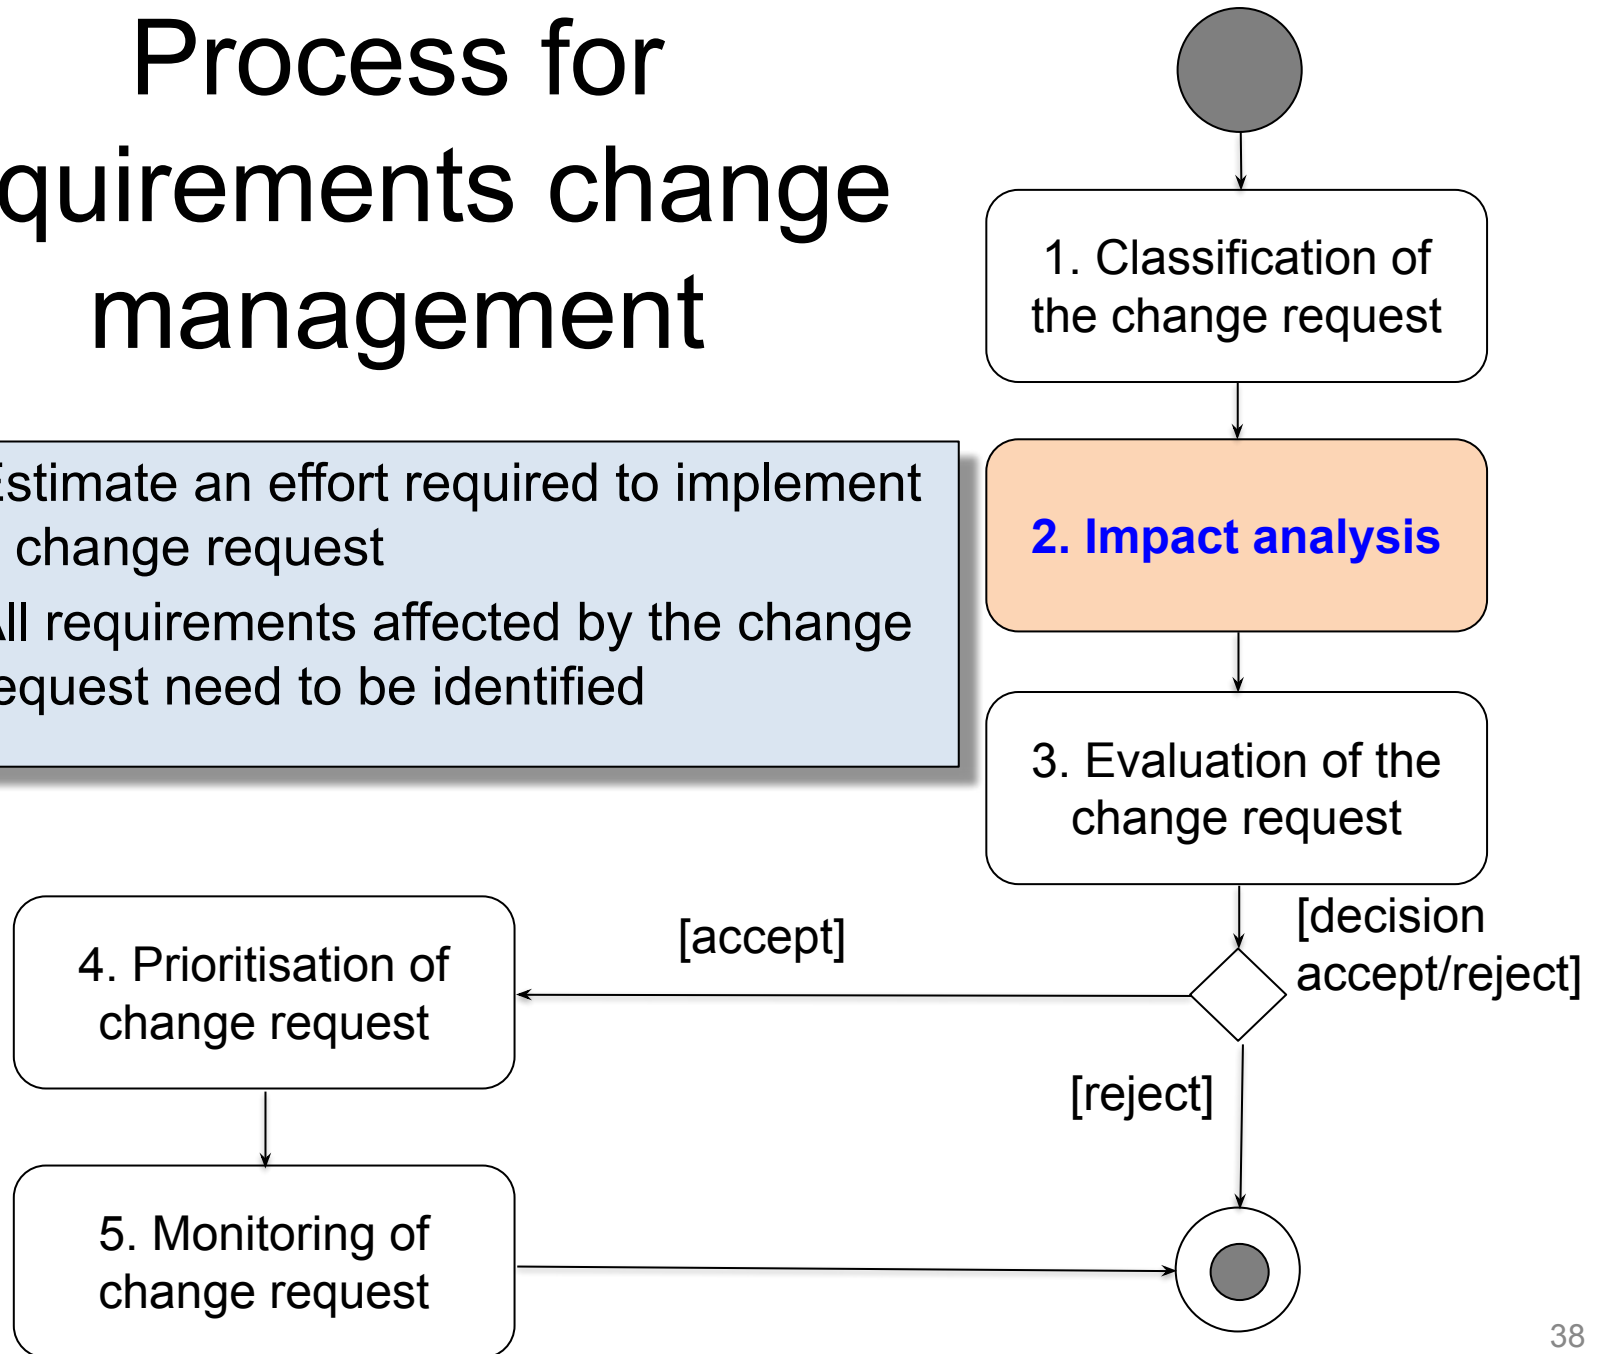 Process for
quirements change
management
Estimate an effort required to implement
change request
All requirements affected by the change
equest need to be identified
1. Classification of
the change request
2. Impact analysis
3. Evaluation of the
change request
[decision
accept/reject]
[accept]
[reject]
4. Prioritisation of
change request
5. Monitoring of
change request
38